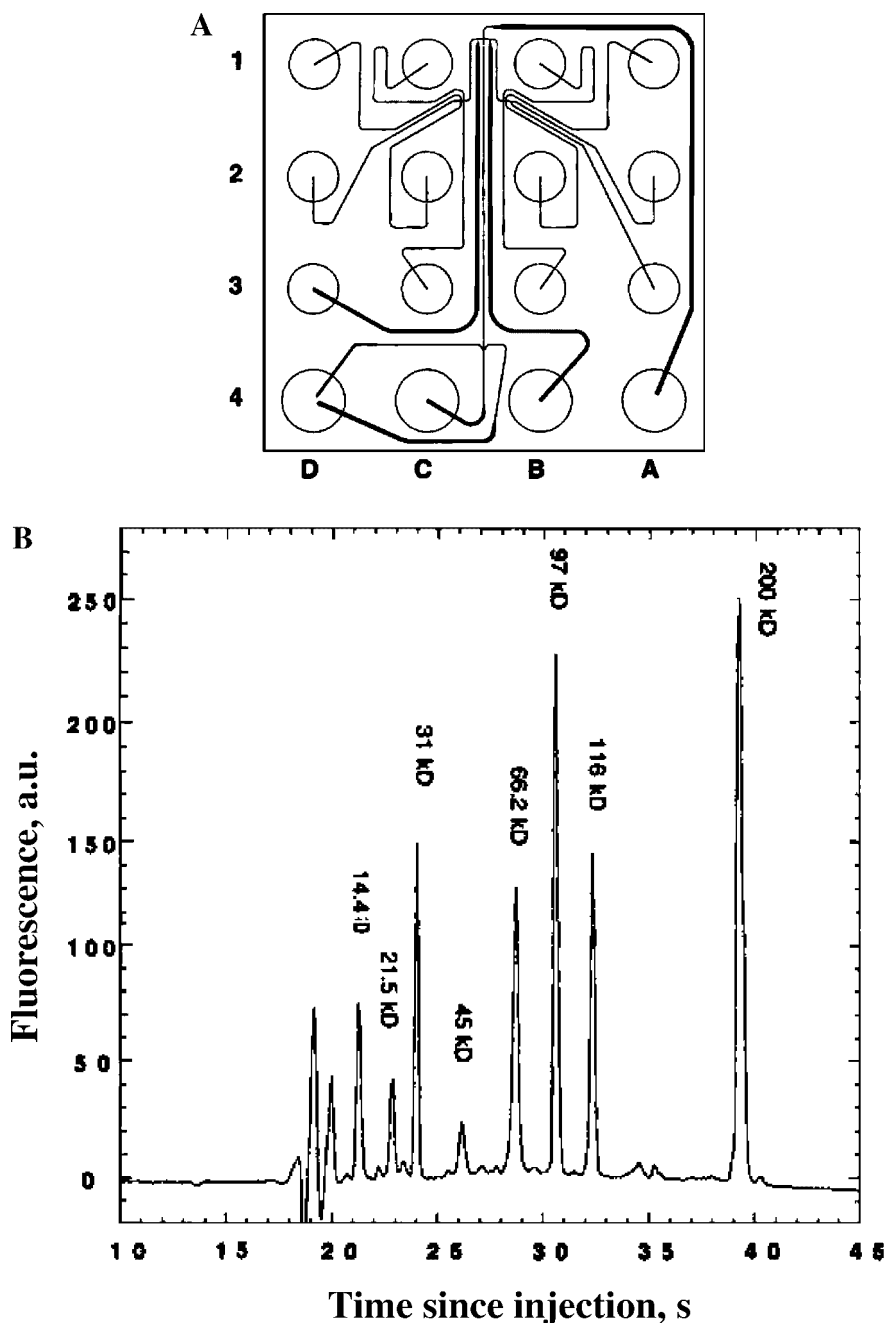 A
1
2
3
4
D C B A
B
Fluorescence, a.u.
250
200
150
100
50
0
14.4
21.5 kD
31 kD
45 kD
66.2 kD
97 kD
116 kD
200 kD
10 15 20 25 30 35 40 45
Time since injection, s